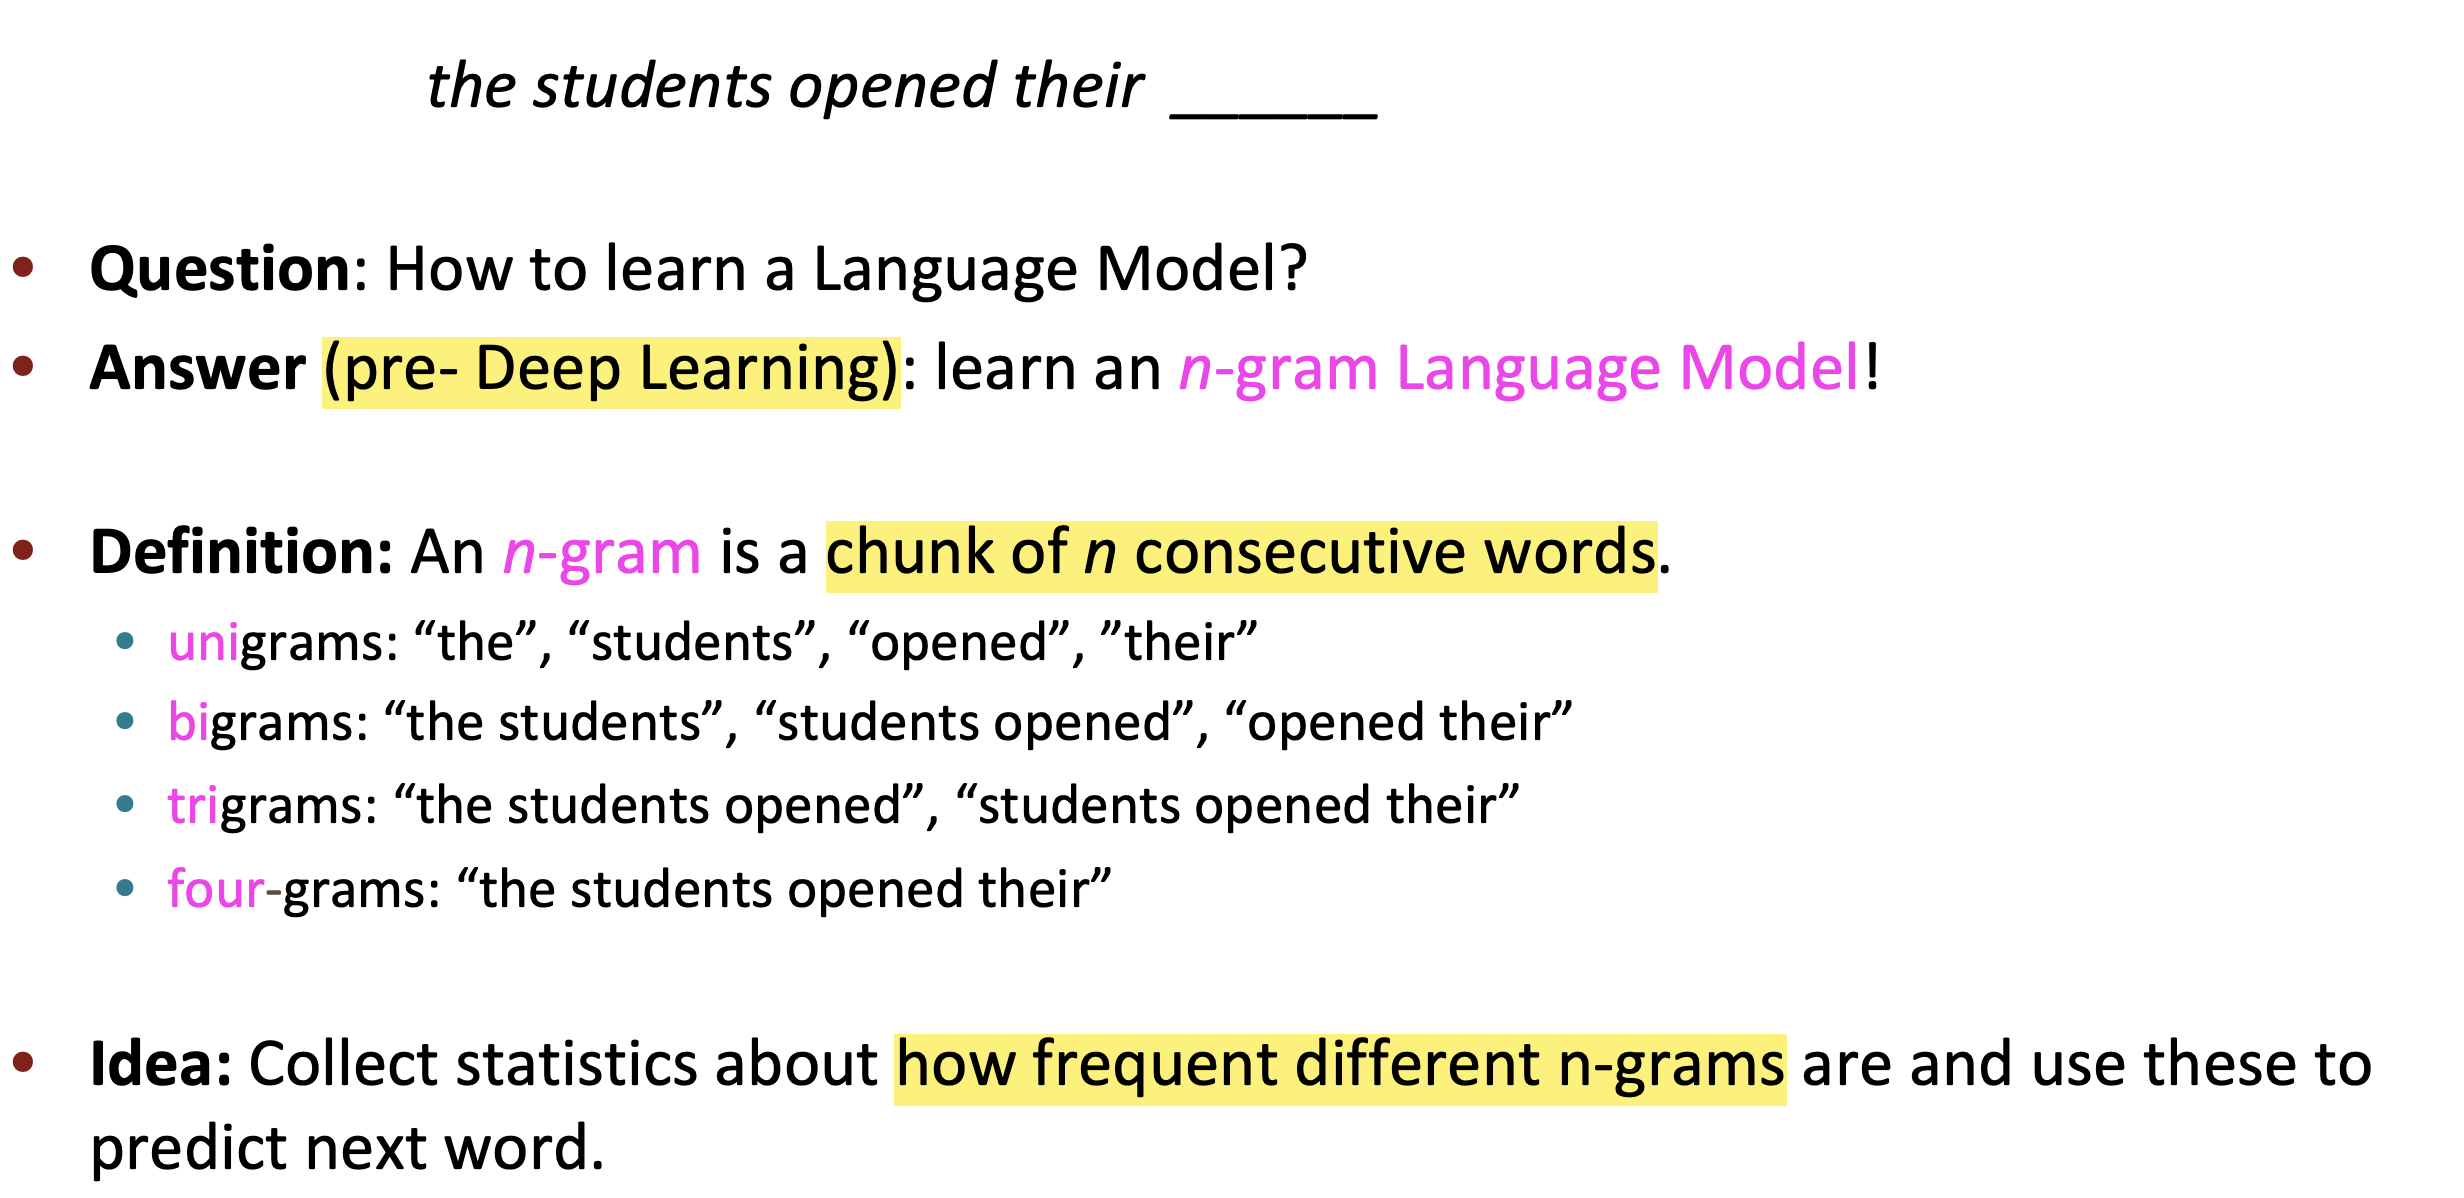 the students opened their ______
• Question: How to learn a Language Model?
• Answer (pre- Deep Learning): learn an n-gram Language Model!
• Definition: An n-gram is a chunk of n consecutive words.
• unigrams: “the”, “students”, “opened”, ”their”
• bigrams: “the students”, “students opened”, “opened their”
• trigrams: “the students opened”, “students opened their”
• four-grams: “the students opened their”
• Idea: Collect statistics about how frequent different n-grams are and use these to
predict next word.